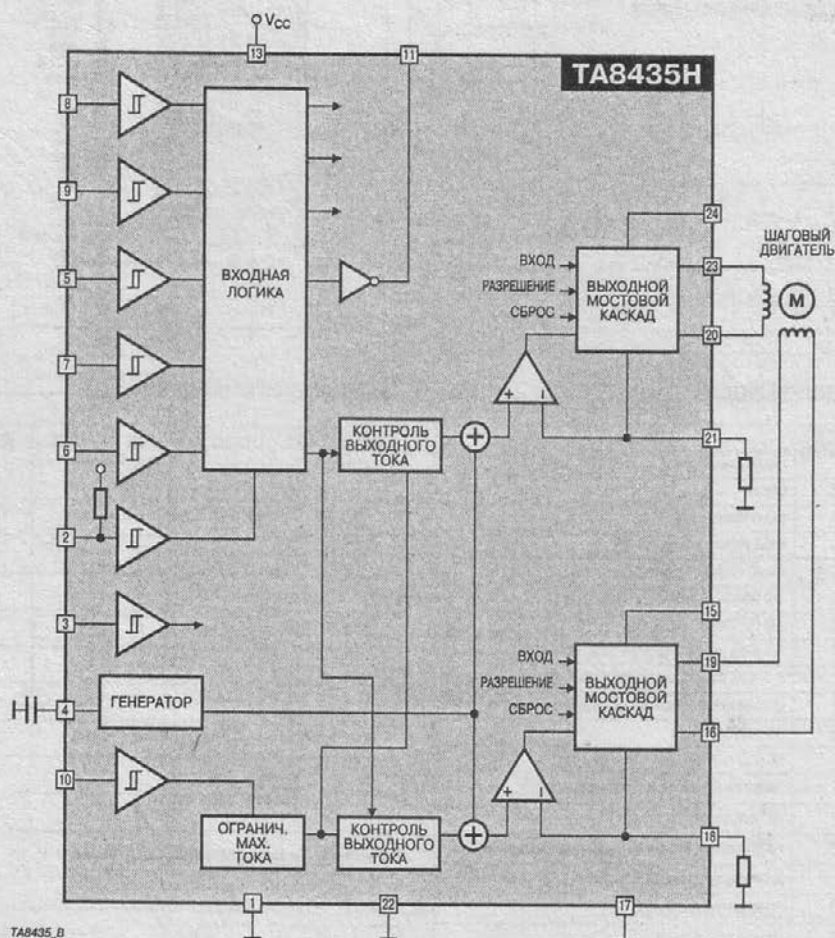 VCC
13
11
TA8435H
8
9
5
7
6
2
3
4
10
ВХОДНАЯ
ЛОГИКА
24
23
20
21
ШАГОВЫЙ
ДВИГАТЕЛЬ
M
ВХОД
РАЗРЕШЕНИЕ
СБРОС
ВЫХОДНОЙ
МОСТОВОЙ
КАСКАД
+
–
КОНТРОЛЬ
ВЫХОДНОГО
ТОКА
+
15
19
16
18
ВХОД
РАЗРЕШЕНИЕ
СБРОС
ВЫХОДНОЙ
МОСТОВОЙ
КАСКАД
+
–
ГЕНЕРАТОР
ОГРАНИЧ.
MAX.
ТОКА
КОНТРОЛЬ
ВЫХОДНОГО
ТОКА
+
1
22
17
TA8435_B